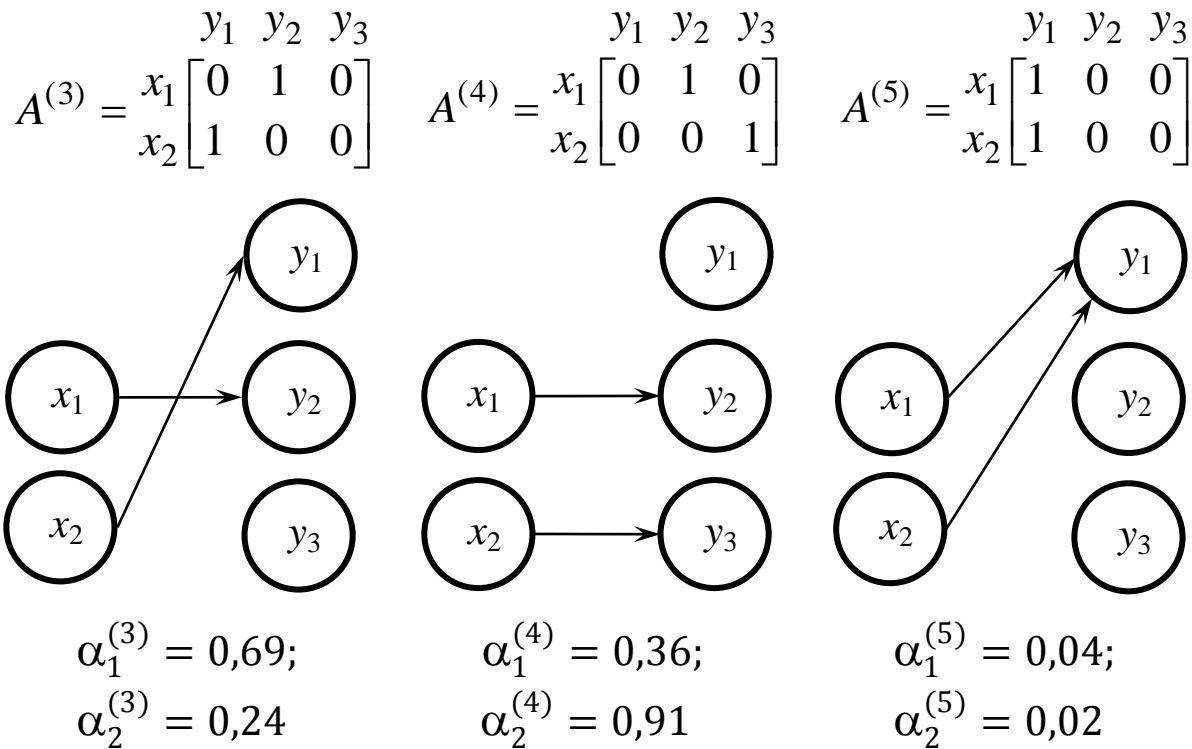 y₁ y₂ y₃
A⁽³⁾ = x₁ [0 1 0]
x₂ [1 0 0]
y₁ y₂ y₃
A⁽⁴⁾ = x₁ [0 1 0]
x₂ [0 0 1]
y₁ y₂ y₃
A⁽⁵⁾ = x₁ [1 0 0]
x₂ [1 0 0]
y₁
x₁
y₂
x₂
y₃
y₁
x₁
y₂
x₂
y₃
y₁
x₁
y₂
x₂
y₃
α₁⁽³⁾ = 0,69;
α₂⁽³⁾ = 0,24
α₁⁽⁴⁾ = 0,36;
α₂⁽⁴⁾ = 0,91
α₁⁽⁵⁾ = 0,04;
α₂⁽⁵⁾ = 0,02